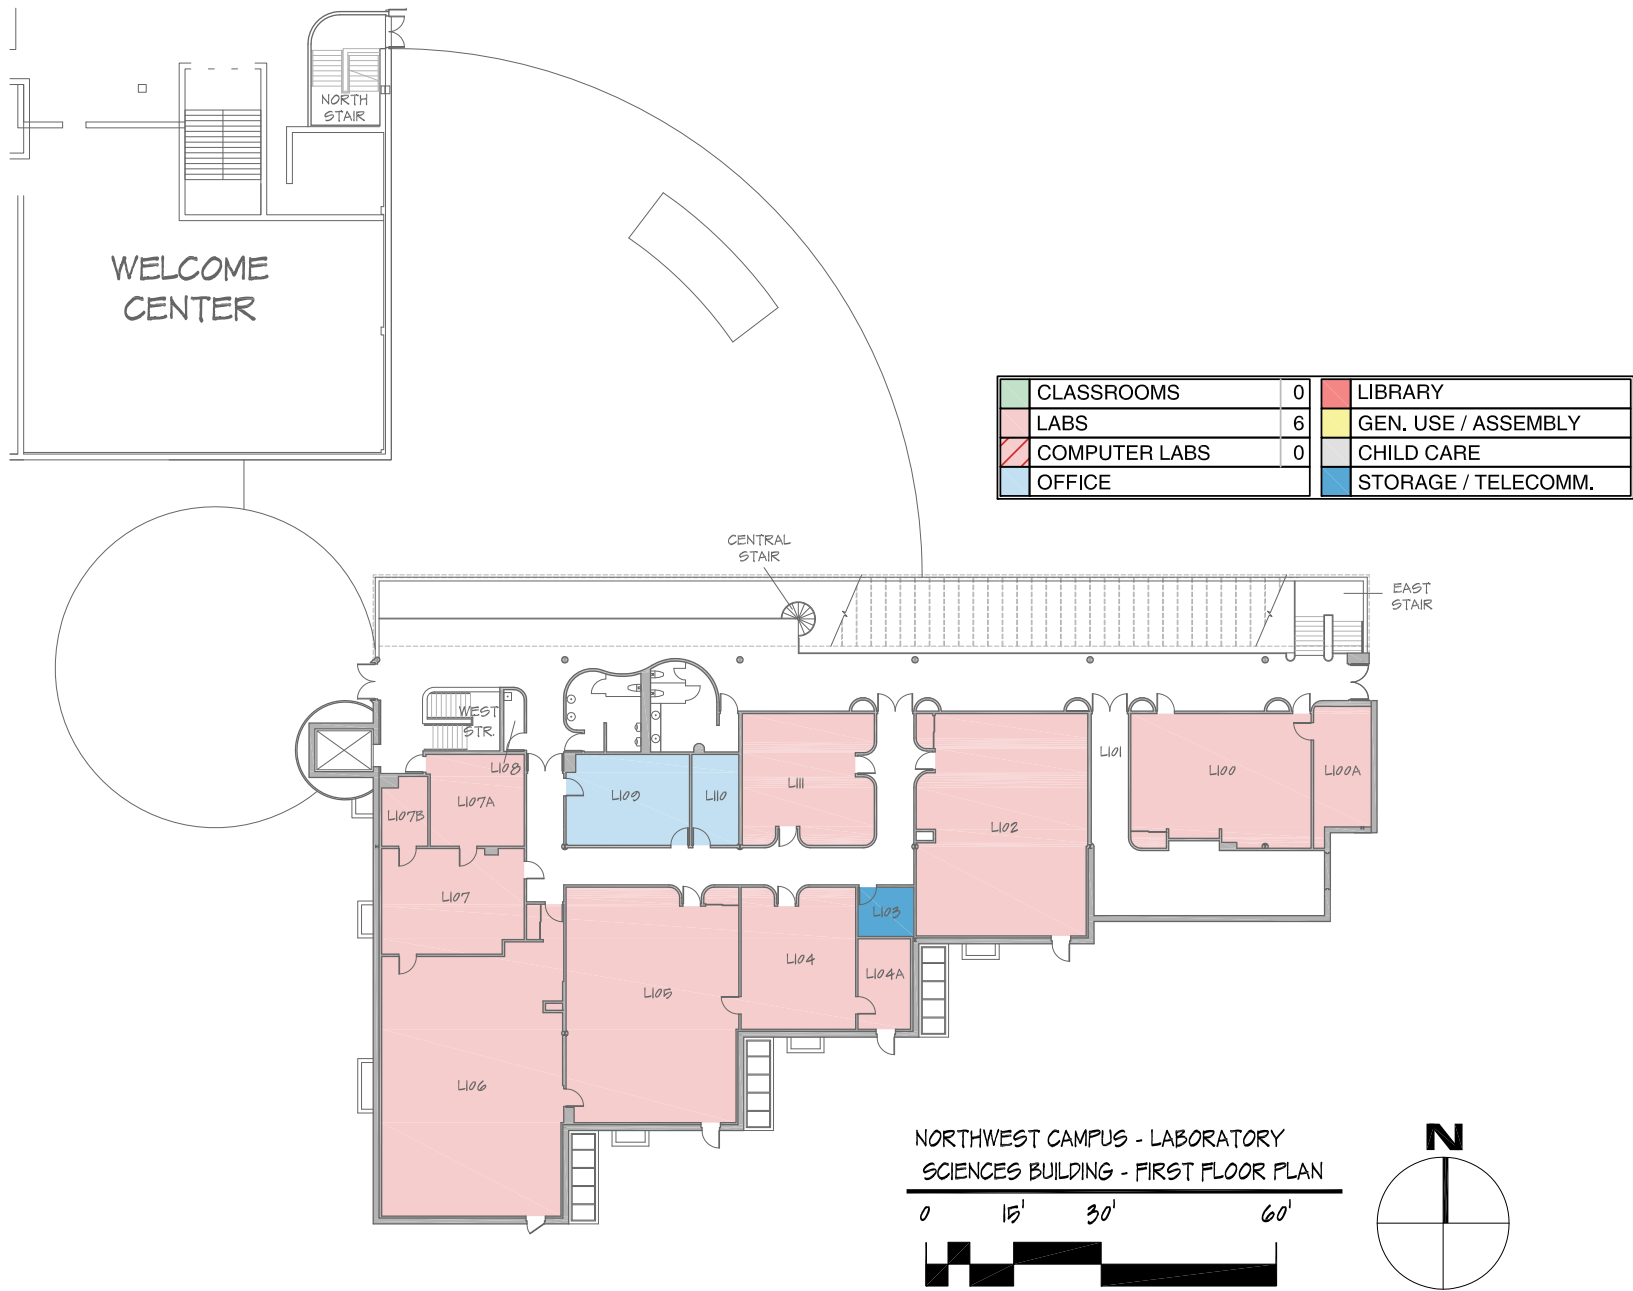 NORTH
STAIR
WELCOME
CENTER
CLASSROOMS 0
LABS 6
COMPUTER LABS 0
OFFICE
LIBRARY
GEN. USE / ASSEMBLY
CHILD CARE
STORAGE / TELECOMM.
CENTRAL
STAIR
EAST
STAIR
WEST
STR.
L108
L101
L100
L100A
L107B
L107A
L109
L110
L111
L102
L107
L103
L104
L104A
L105
L106
NORTHWEST CAMPUS - LABORATORY
SCIENCES BUILDING - FIRST FLOOR PLAN
0 15' 30' 60'
N